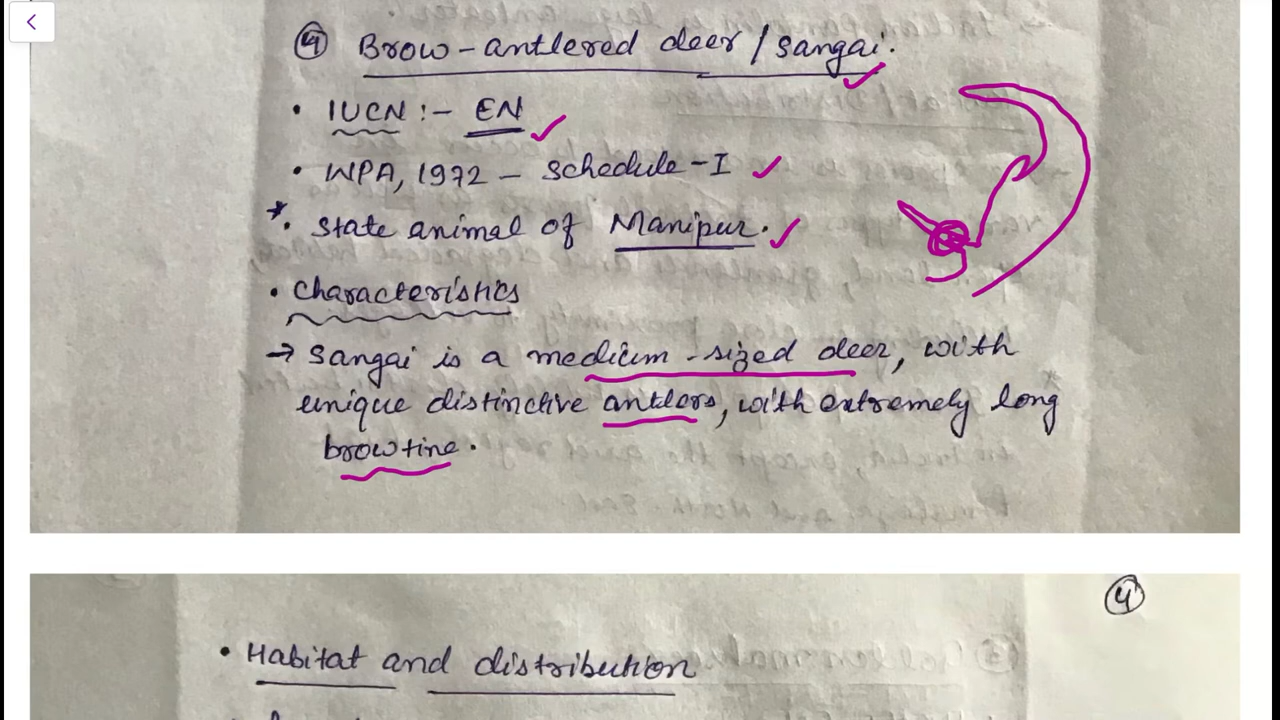 ④ Brow-antlered deer / Sangai.
• IUCN :- EN
• WPA, 1972 - Schedule-I
*• State animal of Manipur.
• Characteristics
→ Sangai is a medium-sized deer, with
unique distinctive antlers, with extremely long
browtine.
④
• Habitat and distribution